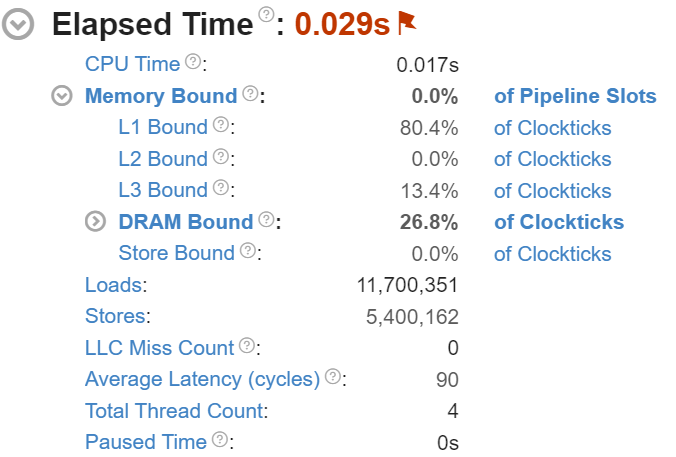 Elapsed Time ?: 0.029s
CPU Time ?: 0.017s
Memory Bound ?: 0.0% of Pipeline Slots
L1 Bound ?: 80.4% of Clockticks
L2 Bound ?: 0.0% of Clockticks
L3 Bound ?: 13.4% of Clockticks
DRAM Bound ?: 26.8% of Clockticks
Store Bound ?: 0.0% of Clockticks
Loads: 11,700,351
Stores: 5,400,162
LLC Miss Count ?: 0
Average Latency (cycles) ?: 90
Total Thread Count: 4
Paused Time ?: 0s